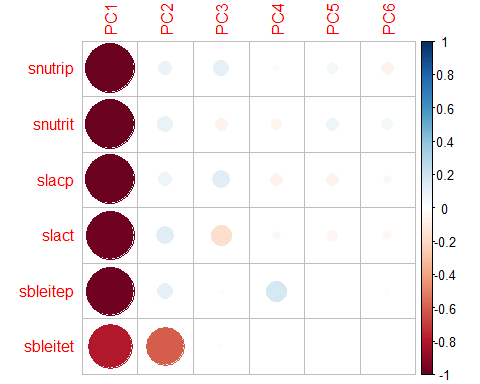 PC1 PC2 PC3 PC4 PC5 PC6
snutrip
snutrit
slacp
slact
sbleitep
sbleitet
1
0.8
0.6
0.4
0.2
0
-0.2
-0.4
-0.6
-0.8
-1